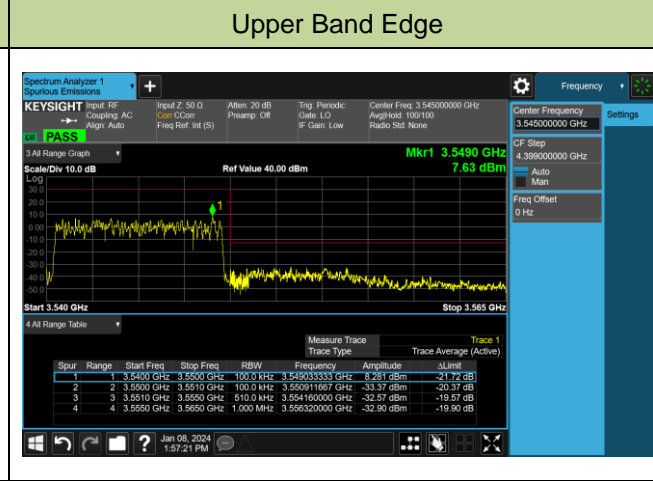 Upper Band Edge
Spectrum Analyzer 1
Spurious Emissions
Frequency
KEYSIGHT Input: RF Input Z: 50 Ω Atten: 20 dB Trig: Periodic Center Freq: 3.545000000 GHz
Coupling: AC Corr CCorr Preamp: Off Gate: LO Avg|Hold: 100/100
Align: Auto Freq Ref: Int (S) IF Gain: Low Radio Std: None
PASS
Center Frequency
3.545000000 GHz
Settings
CF Step
4.399000000 GHz
Auto
Man
Freq Offset
0 Hz
3 All Range Graph
Mkr1 3.5490 GHz
Scale/Div 10.0 dB Ref Value 40.00 dBm 7.63 dBm
Log
30.0
20.0
10.0
0.00
-10.0
-20.0
-30.0
-40.0
-50.0
1
Start 3.540 GHz Stop 3.565 GHz
4 All Range Table
Measure Trace Trace 1
Trace Type Trace Average (Active)
Spur Range Start Freq Stop Freq RBW Frequency Amplitude ΔLimit
1 1 3.5400 GHz 3.5500 GHz 100.0 kHz 3.549033333 GHz 8.281 dBm -21.72 dB
2 2 3.5500 GHz 3.5510 GHz 100.0 kHz 3.550911667 GHz -33.37 dBm -20.37 dB
3 3 3.5510 GHz 3.5550 GHz 510.0 kHz 3.554160000 GHz -32.57 dBm -19.57 dB
4 4 3.5550 GHz 3.5650 GHz 1.000 MHz 3.556320000 GHz -32.90 dBm -19.90 dB
Jan 08, 2024
1:57:21 PM